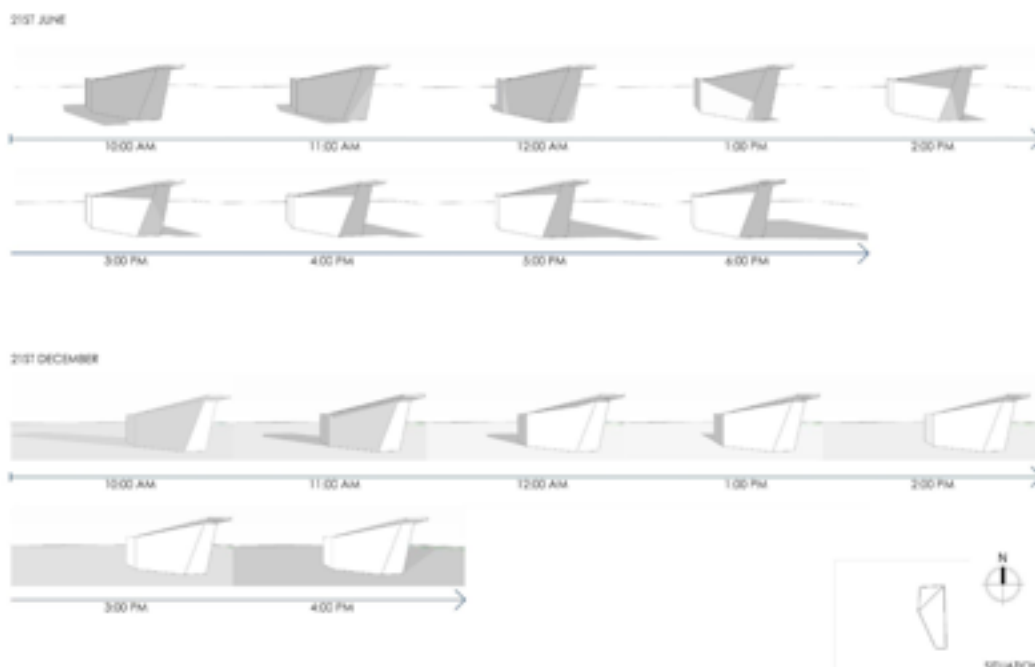 21ST JUNE
10:00 AM 11:00 AM 12:00 AM 1:00 PM 2:00 PM
3:00 PM 4:00 PM 5:00 PM 6:00 PM
21ST DECEMBER
10:00 AM 11:00 AM 12:00 AM 1:00 PM 2:00 PM
3:00 PM 4:00 PM
N
SITUATION